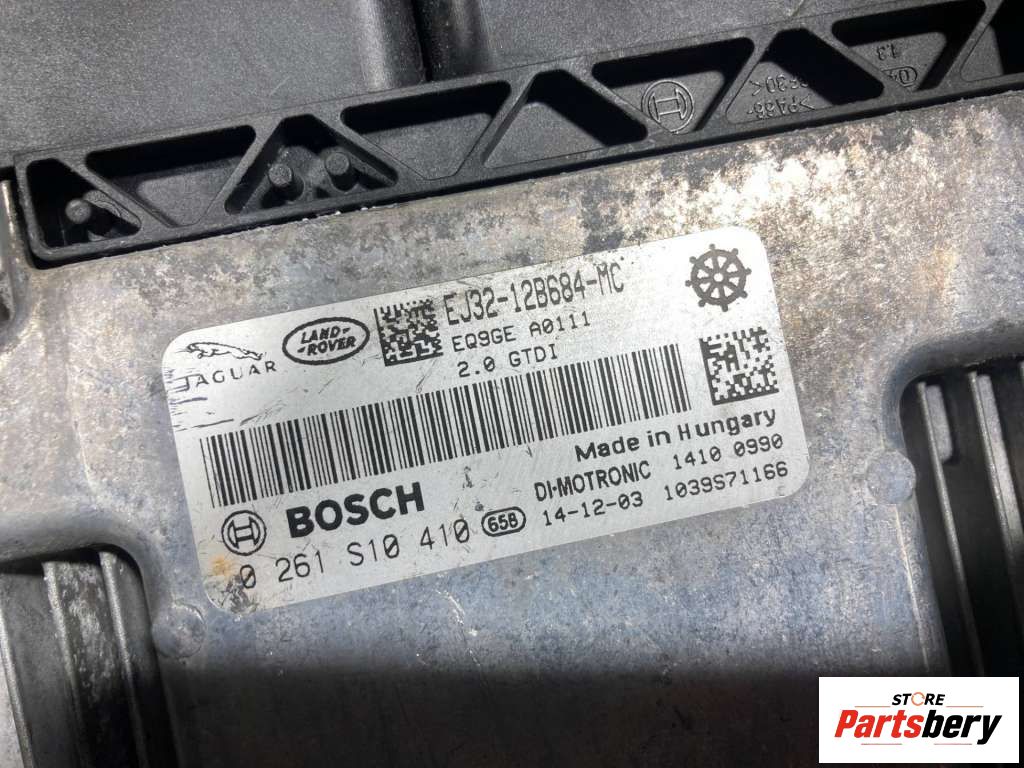 JAGUAR
LAND-
-ROVER
EJ32-12B684-MC
EQ9GE A0111
2.0 GTDI
Made in Hungary
DI-MOTRONIC 1410 0990
14-12-03 1039S71166
BOSCH
0 261 S10 410 658
STORE
Partsbery